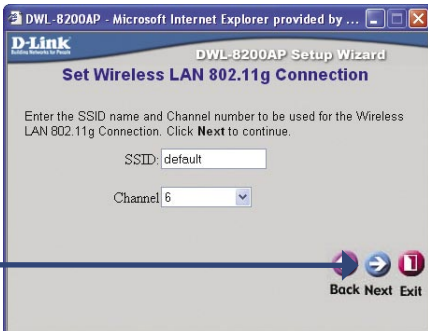 DWL-8200AP - Microsoft Internet Explorer provided by ...
D-Link
Building Networks for People
DWL-8200AP Setup Wizard
Set Wireless LAN 802.11g Connection
Enter the SSID name and Channel number to be used for the Wireless
LAN 802.11g Connection. Click Next to continue.
SSID: default
Channel 6
Back Next Exit